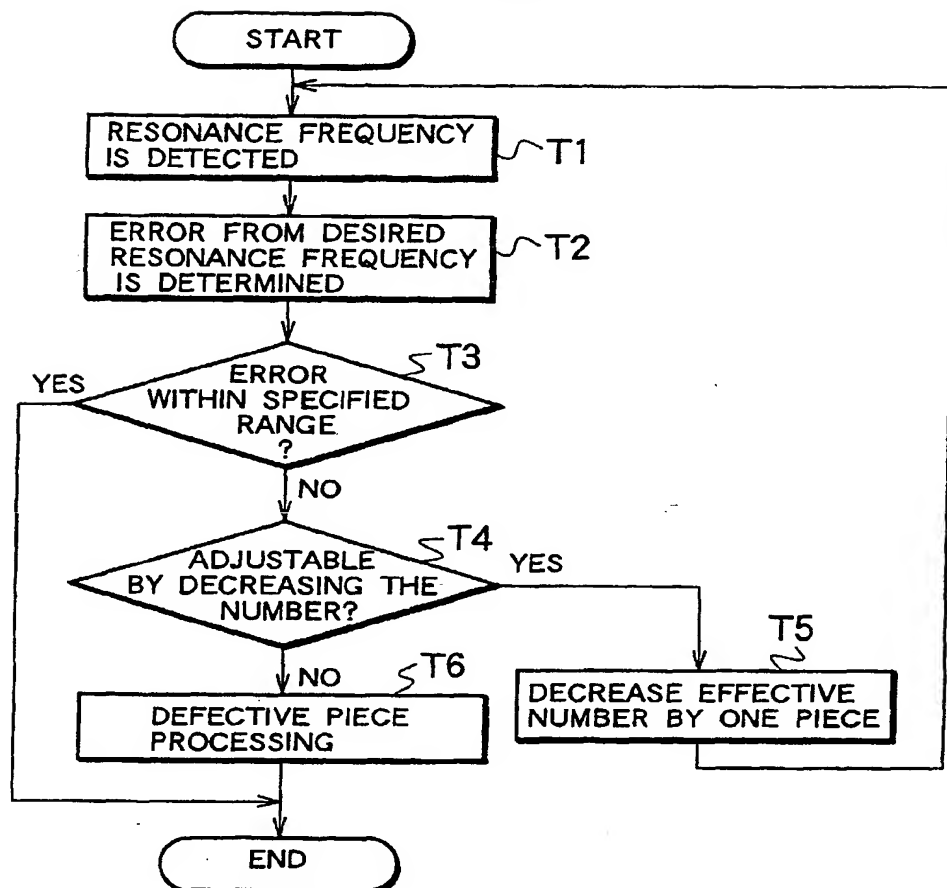 START
RESONANCE FREQUENCY
IS DETECTED
T1
ERROR FROM DESIRED
RESONANCE FREQUENCY
IS DETERMINED
T2
T3
YES
ERROR
WITHIN SPECIFIED
RANGE
?
NO
T4
ADJUSTABLE
BY DECREASING THE
NUMBER?
YES
T5
NO
T6
DECREASE EFFECTIVE
NUMBER BY ONE PIECE
DEFECTIVE PIECE
PROCESSING
END